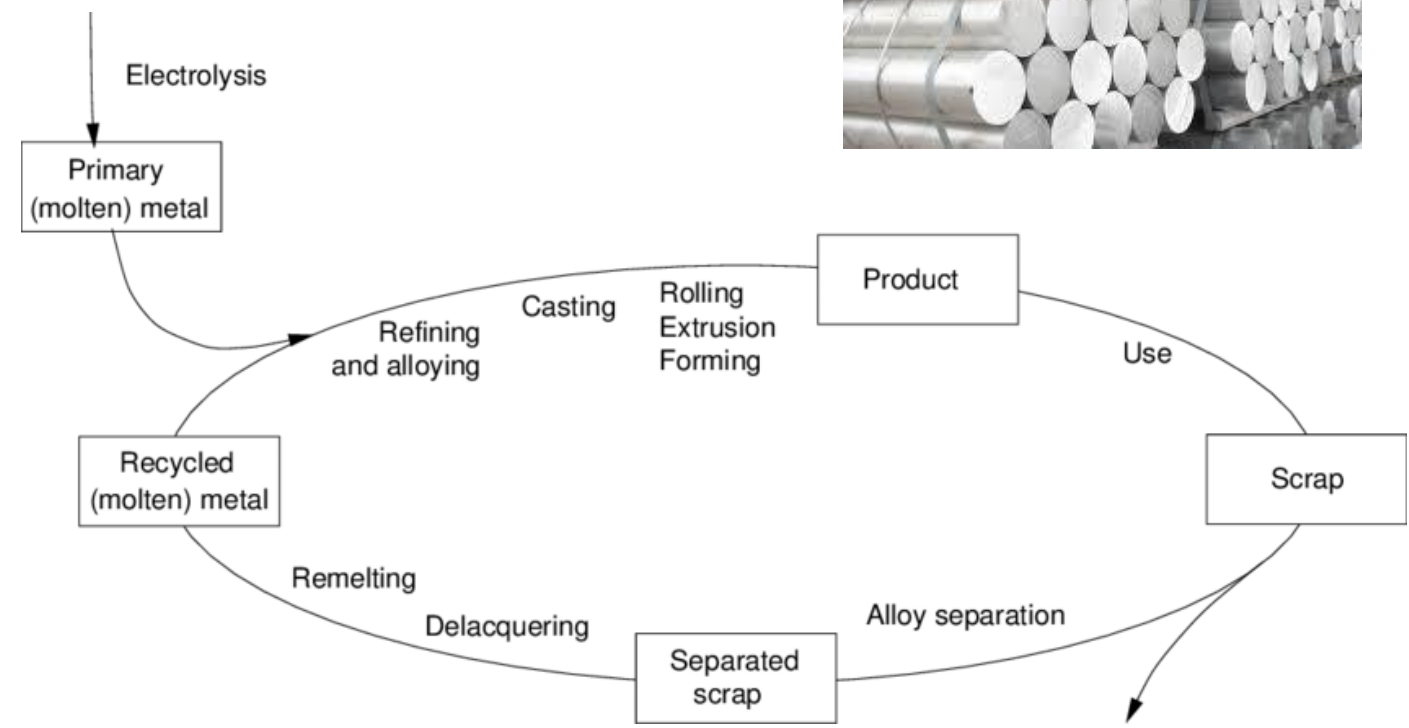 Electrolysis
Primary
(molten) metal
Product
Casting
Rolling
Extrusion
Forming
Refining
and alloying
Use
Recycled
(molten) metal
Scrap
Remelting
Delacquering
Alloy separation
Separated
scrap